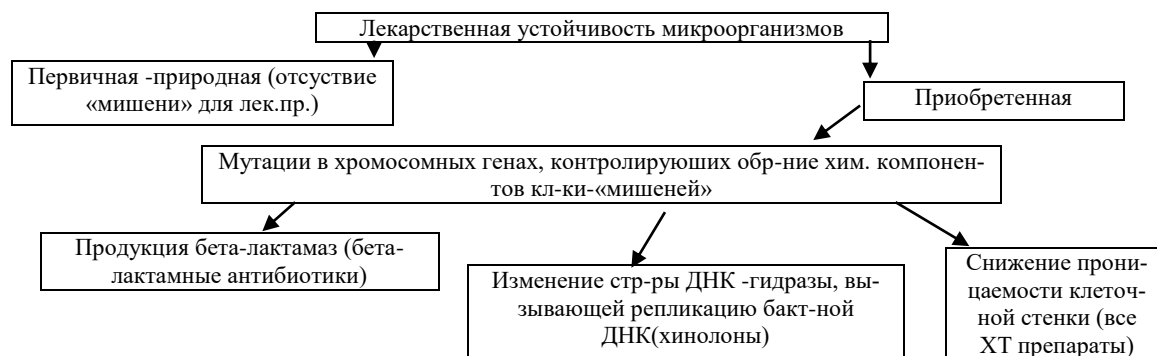 Лекарственная устойчивость микроорганизмов
Первичная -природная (отсуствие
«мишени» для лек.пр.)
Приобретенная
Мутации в хромосомных генах, контролируюших обр-ние хим. компонен-
тов кл-ки-«мишеней»
Продукция бета-лактамаз (бета-
лактамные антибиотики)
Изменение стр-ры ДНК -гидразы, вы-
зывающей репликацию бакт-ной
ДНК(хинолоны)
Снижение прони-
цаемости клеточ-
ной стенки (все
ХТ препараты)